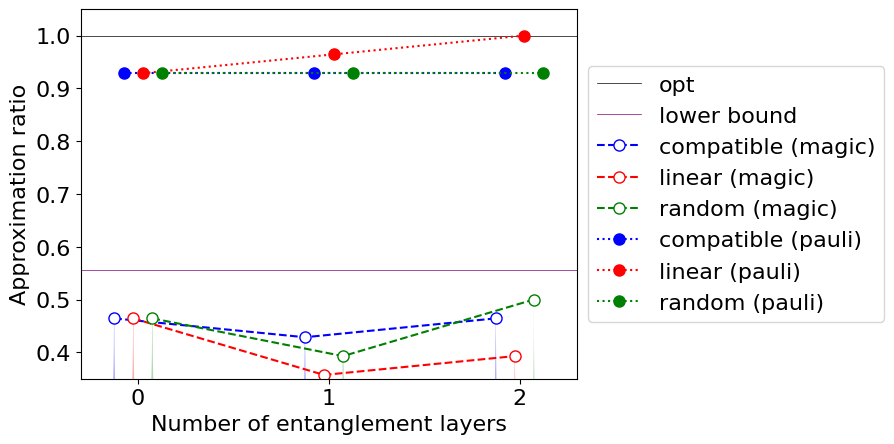 1.0
0.9
0.8
0.7
0.6
0.5
0.4
Approximation ratio
0
1
2
Number of entanglement layers
opt
lower bound
compatible (magic)
linear (magic)
random (magic)
compatible (pauli)
linear (pauli)
random (pauli)